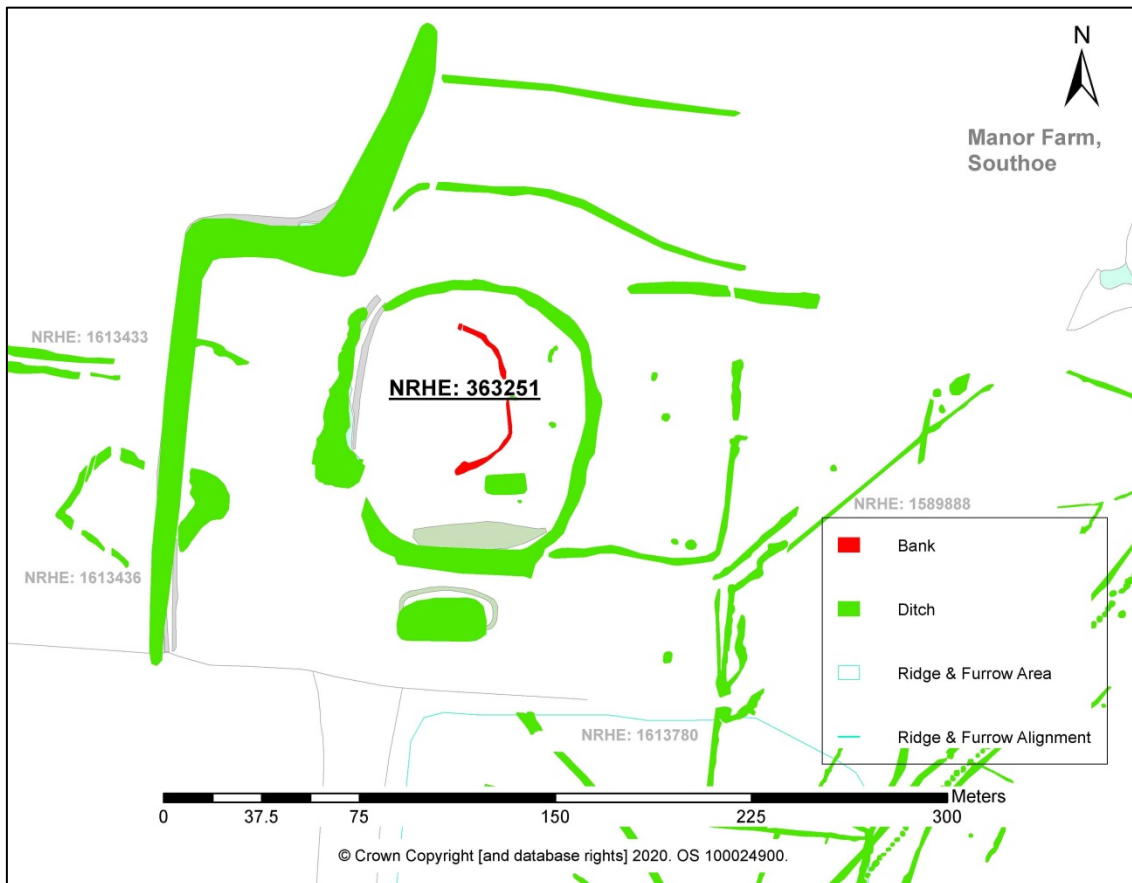 N
Manor Farm,
Southoe
NRHE: 1613433
NRHE: 363251
NRHE: 1589888
NRHE: 1613436
NRHE: 1613780
Bank
Ditch
Ridge & Furrow Area
Ridge & Furrow Alignment
Meters
0 37.5 75 150 225 300
© Crown Copyright [and database rights] 2020. OS 100024900.